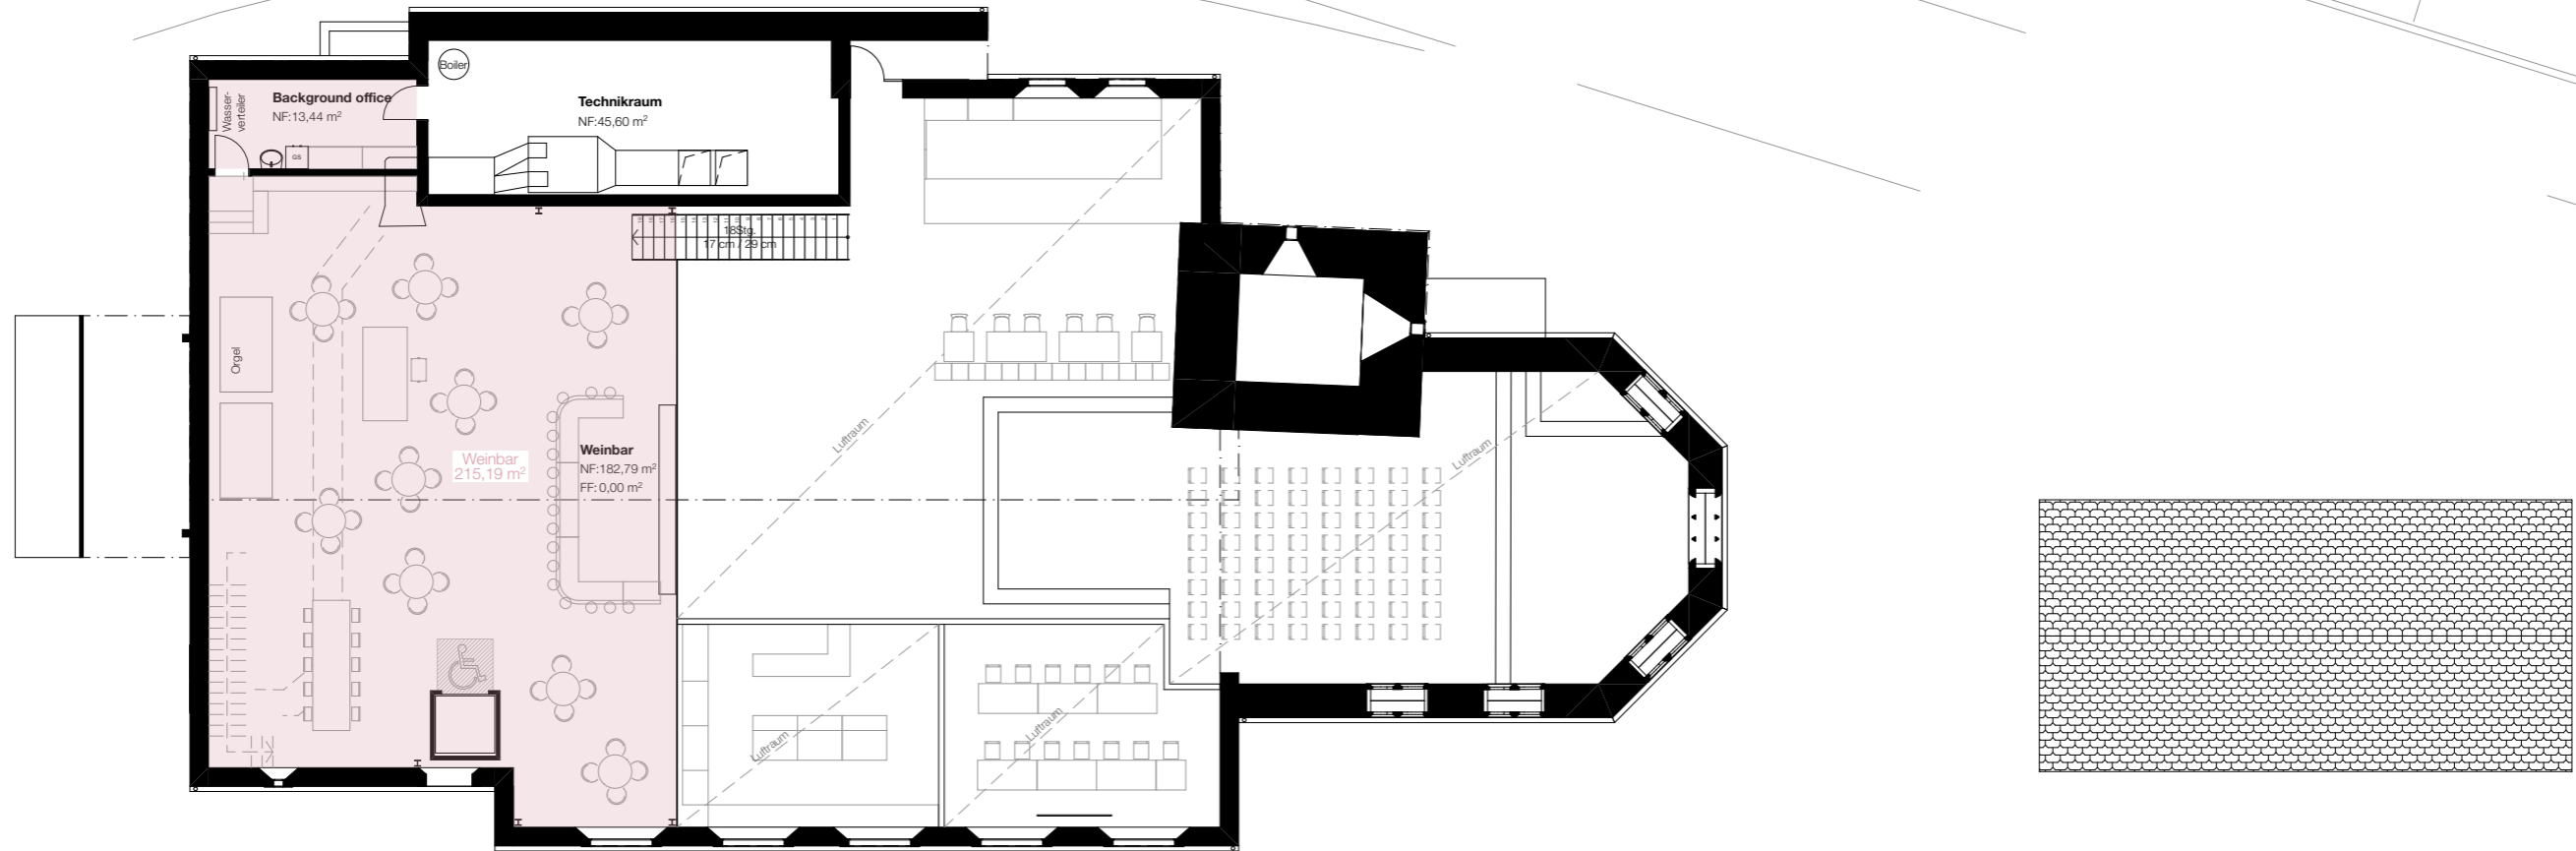 Boiler
Background office
NF:13,44 m²
Wasser-
verteiler
GS
Technikraum
NF:45,60 m²
18Stg.
17 cm / 29 cm
Orgel
Weinbar
215,19 m²
Weinbar
NF:182,79 m²
FF: 0,00 m²
Luftraum
Luftraum
Luftraum
Luftraum